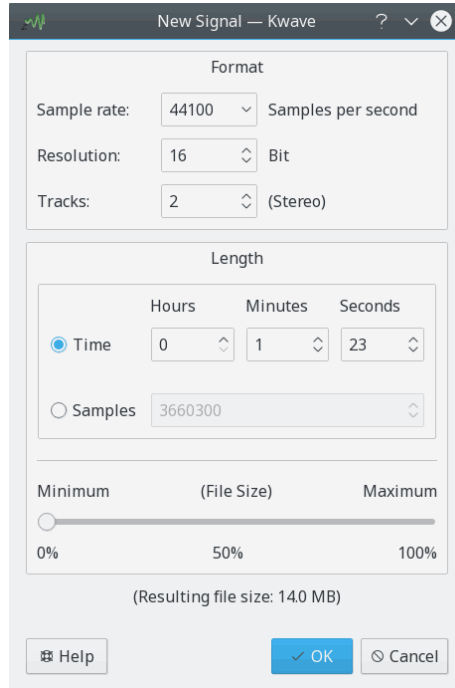 New Signal — Kwave
Format
Sample rate: 44100 Samples per second
Resolution: 16 Bit
Tracks: 2 (Stereo)
Length
Hours Minutes Seconds
Time 0 1 23
Samples 3660300
Minimum (File Size) Maximum
0% 50% 100%
(Resulting file size: 14.0 MB)
Help OK Cancel